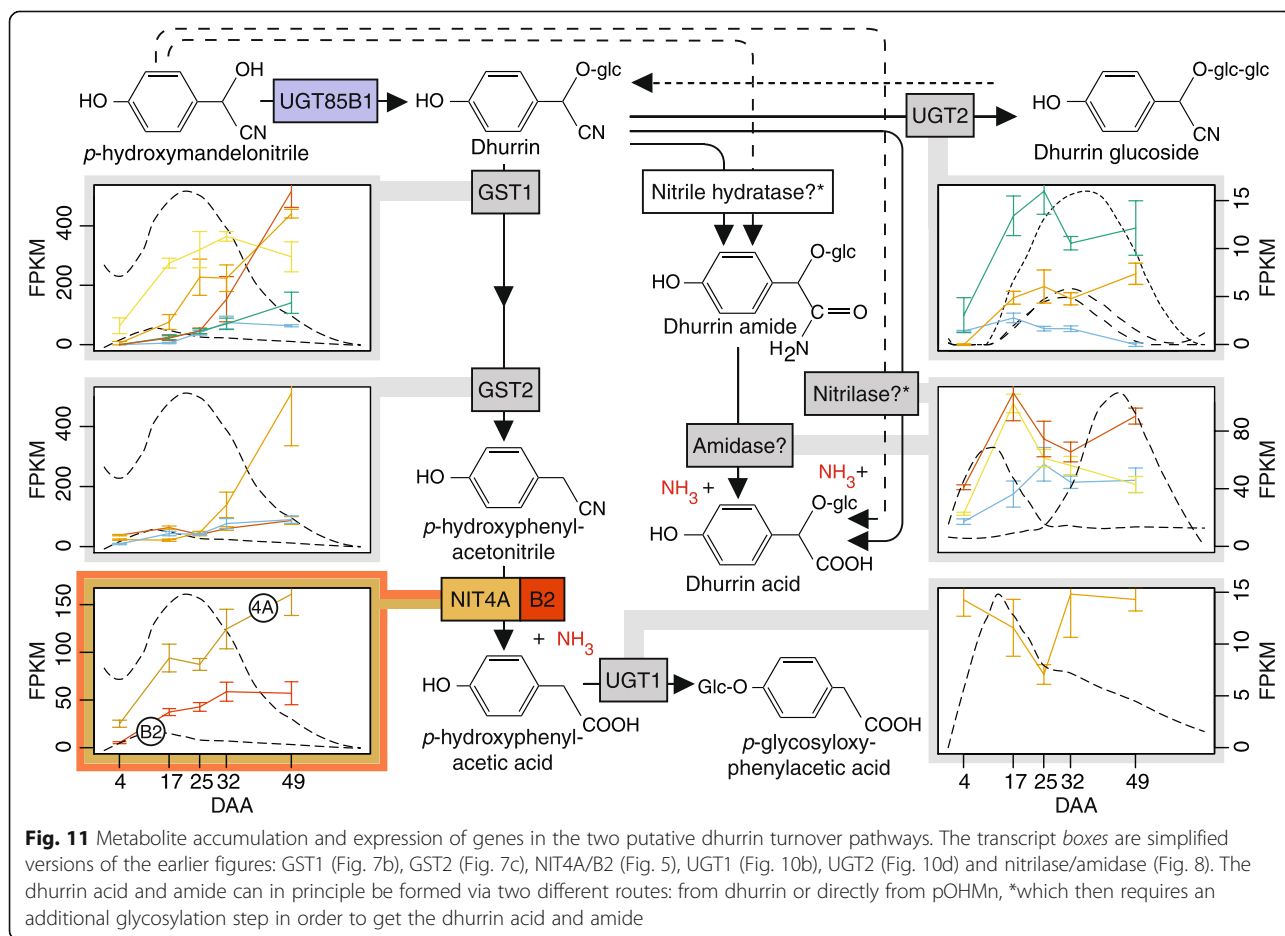 OH
HO
CN
p-hydroxymandelonitrile
UGT85B1
O-glc
HO
CN
Dhurrin
UGT2
O-glc-glc
HO
CN
Dhurrin glucoside
GST1
Nitrile hydratase?*
FPKM
400
200
0
O-glc
HO
O
H2N
Dhurrin amide
15
10
5
0
FPKM
GST2
Nitrilase?*
FPKM
400
200
0
HO
CN
p-hydroxyphenyl-
acetonitrile
Amidase?
NH3 +
NH3+
O-glc
HO
COOH
Dhurrin acid
80
40
0
FPKM
NIT4A
B2
+ NH3
FPKM
150
100
50
0
4A
B2
4
17
25
32
49
DAA
HO
COOH
p-hydroxyphenyl-
acetic acid
UGT1
Glc-O
COOH
p-glycosyloxy-
phenylacetic acid
15
10
5
0
FPKM
4
17
25
32
49
DAA
Fig. 11 Metabolite accumulation and expression of genes in the two putative dhurrin turnover pathways. The transcript boxes are simplified
versions of the earlier figures: GST1 (Fig. 7b), GST2 (Fig. 7c), NIT4A/B2 (Fig. 5), UGT1 (Fig. 10b), UGT2 (Fig. 10d) and nitrilase/amidase (Fig. 8). The
dhurrin acid and amide can in principle be formed via two different routes: from dhurrin or directly from pOHMn, *which then requires an
additional glycosylation step in order to get the dhurrin acid and amide